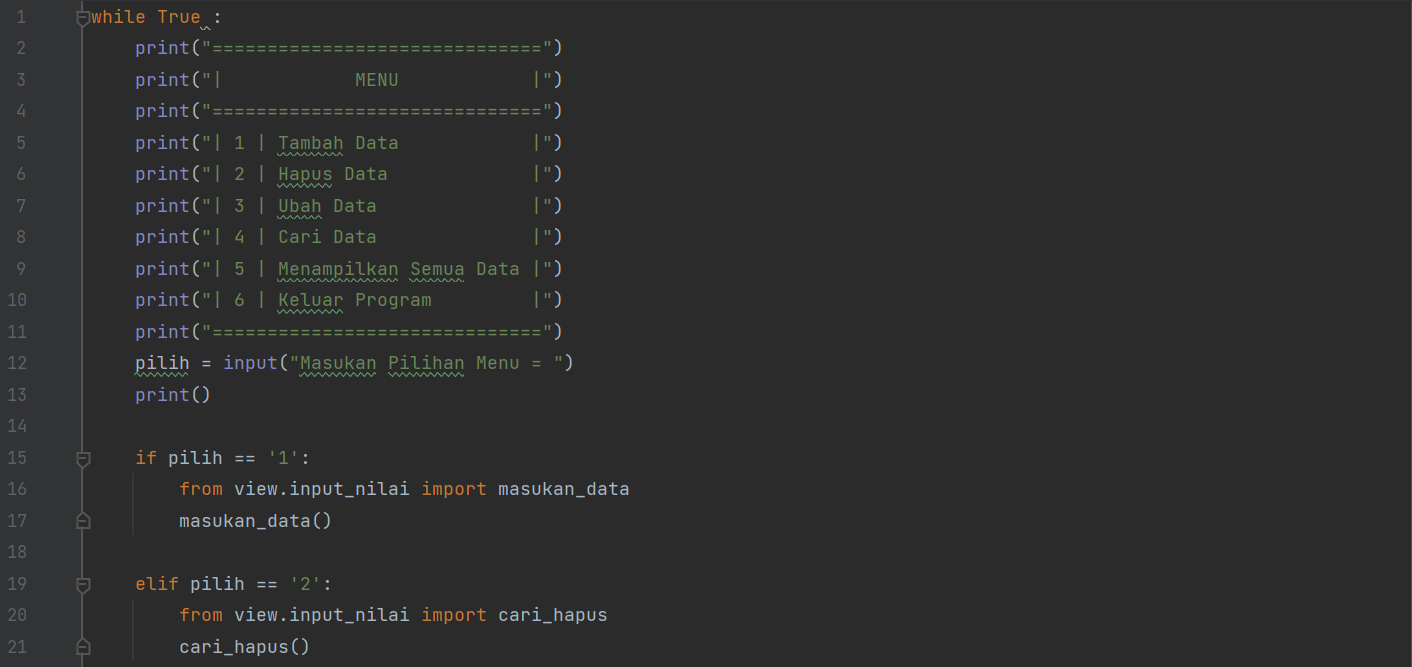 1 while True :
2     print("==============================")
3     print("|            MENU            |")
4     print("==============================")
5     print("| 1 | Tambah Data            |")
6     print("| 2 | Hapus Data             |")
7     print("| 3 | Ubah Data              |")
8     print("| 4 | Cari Data              |")
9     print("| 5 | Menampilkan Semua Data |")
10     print("| 6 | Keluar Program         |")
11     print("==============================")
12     pilih = input("Masukan Pilihan Menu = ")
13     print()
14
15     if pilih == '1':
16         from view.input_nilai import masukan_data
17         masukan_data()
18
19     elif pilih == '2':
20         from view.input_nilai import cari_hapus
21         cari_hapus()